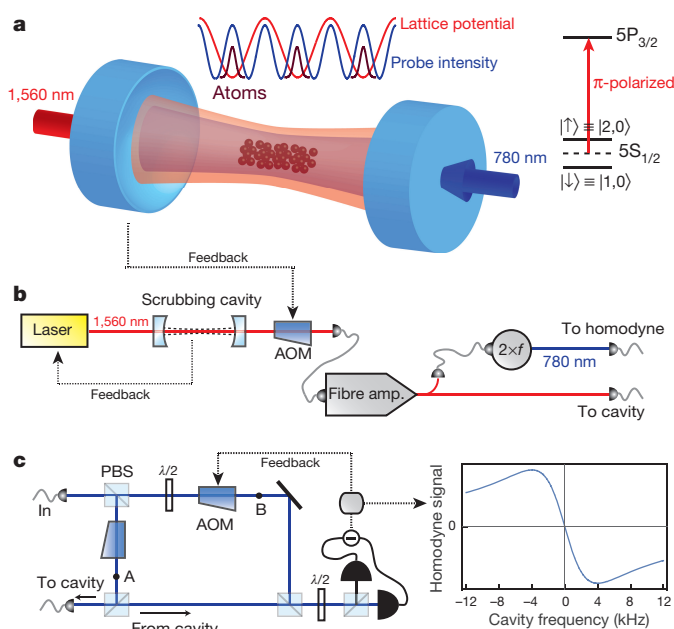 a
Lattice potential
Probe intensity
Atoms
1,560 nm
780 nm
5P3/2
π-polarized
|↑⟩ ≡ |2,0⟩
5S1/2
|↓⟩ ≡ |1,0⟩
Feedback
b
Scrubbing cavity
Laser
1,560 nm
AOM
Feedback
Fibre amp.
2×f
To homodyne
780 nm
To cavity
c
PBS
λ/2
Feedback
In
AOM
B
A
To cavity
From cavity
λ/2
Homodyne signal
0
−12 −8 −4 0 4 8 12
Cavity frequency (kHz)